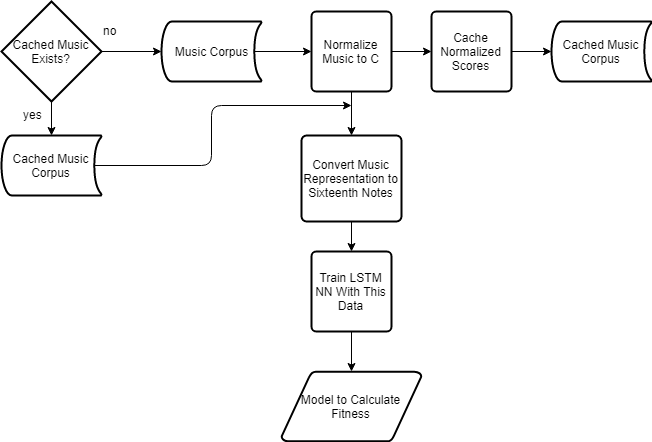 Cached Music
Exists?
no
Music Corpus
Normalize
Music to C
Cache
Normalized
Scores
Cached Music
Corpus
yes
Cached Music
Corpus
Convert Music
Representation to
Sixteenth Notes
Train LSTM
NN With This
Data
Model to Calculate
Fitness